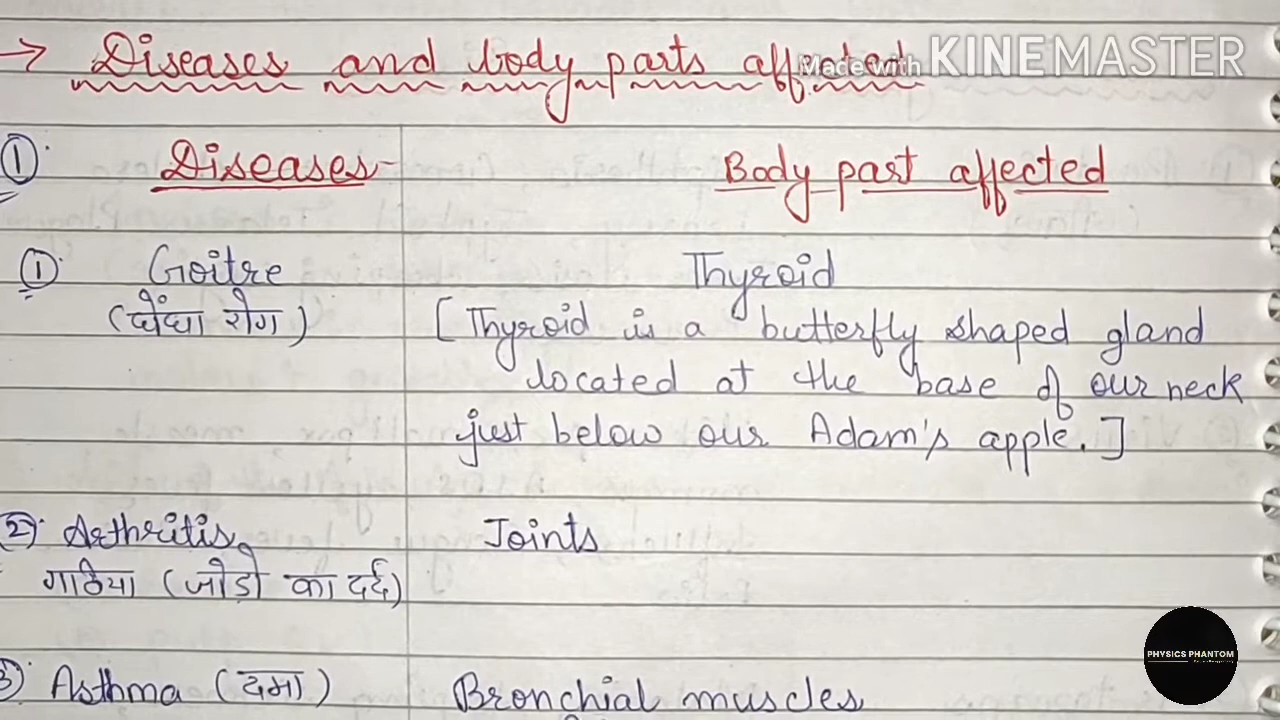 → Diseases and body parts affected
Made with KINEMASTER
① Diseases- Body part affected
① Goitre Thyroid
(घेंघा रोग) [Thyroid is a butterfly shaped gland
located at the base of our neck
just below our Adam's apple.]
② Arthritis Joints
गाठिया (जोड़ो का दर्द)
③ Asthma (दमा) Bronchial muscles
PHYSICS PHANTOM